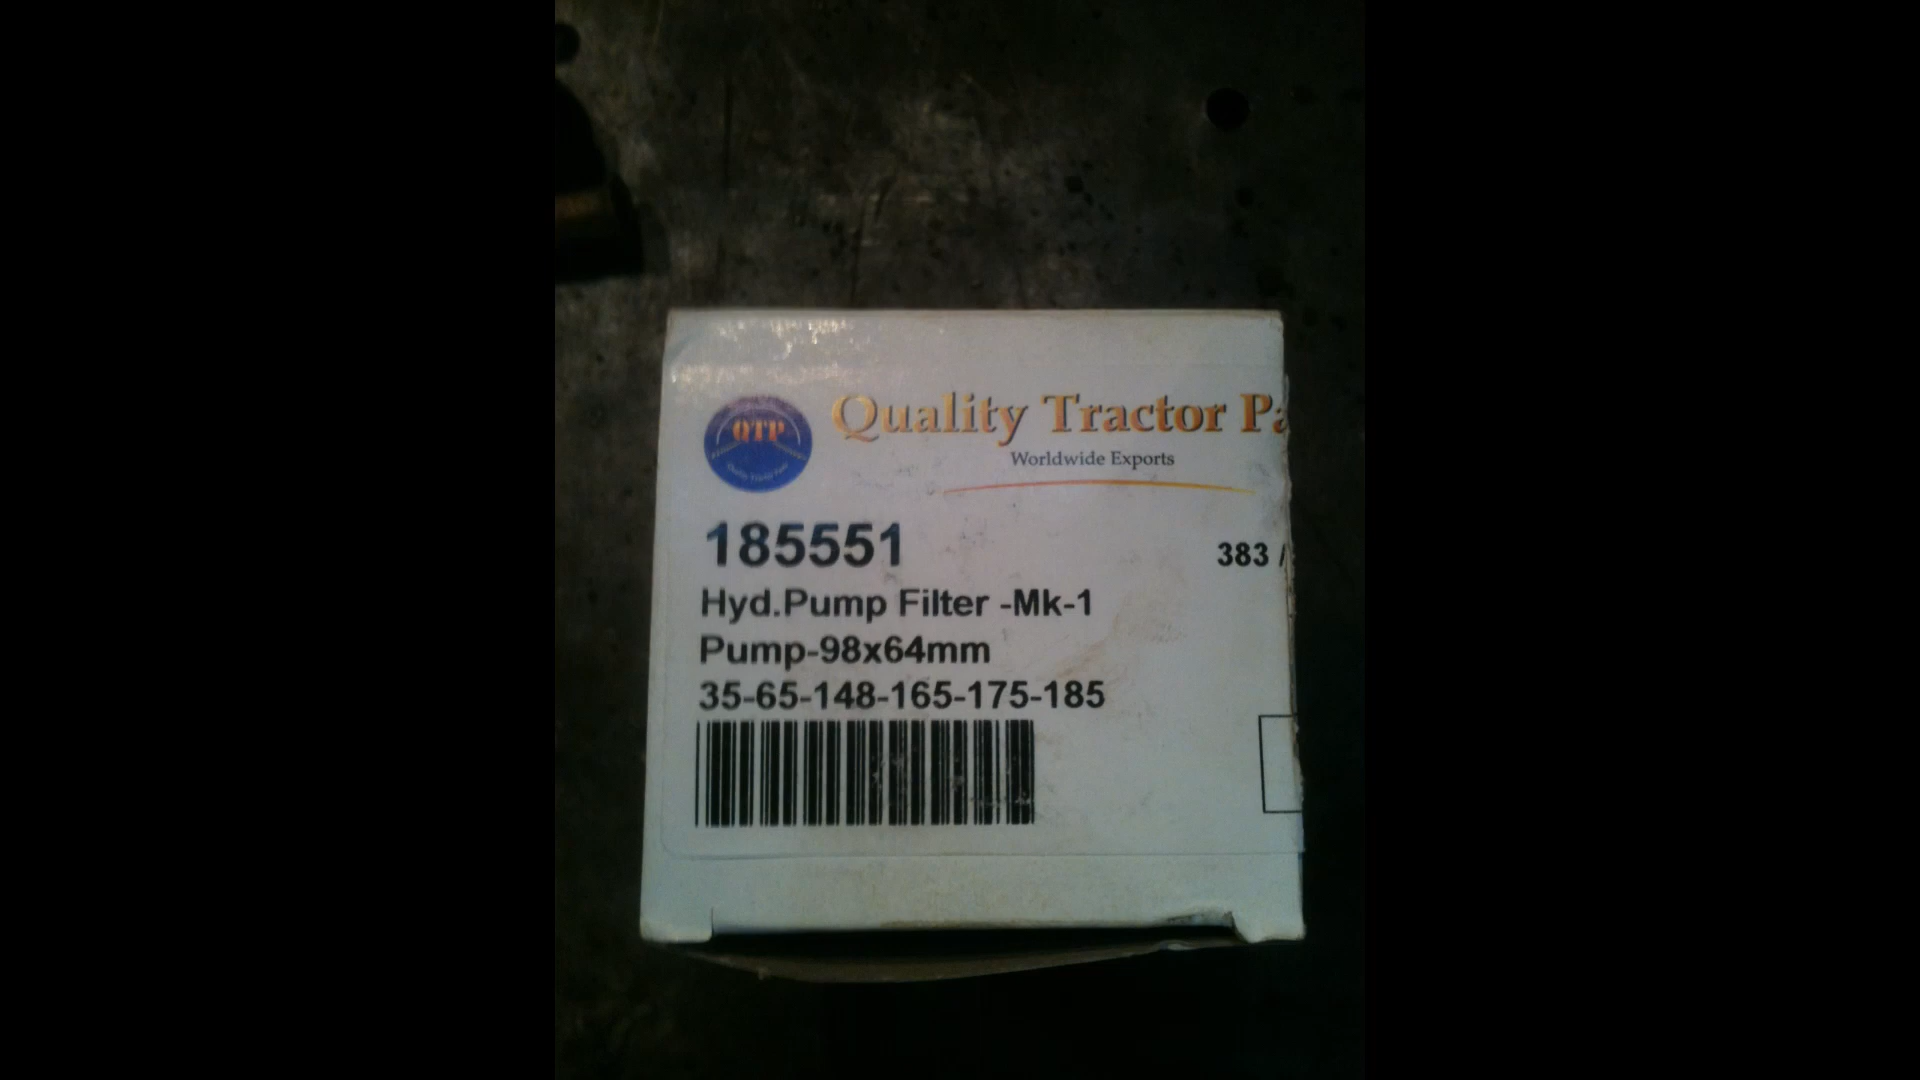 QTP
Quality Tractor Pa
Worldwide Exports
185551
383 /
Hyd.Pump Filter -Mk-1
Pump-98x64mm
35-65-148-165-175-185